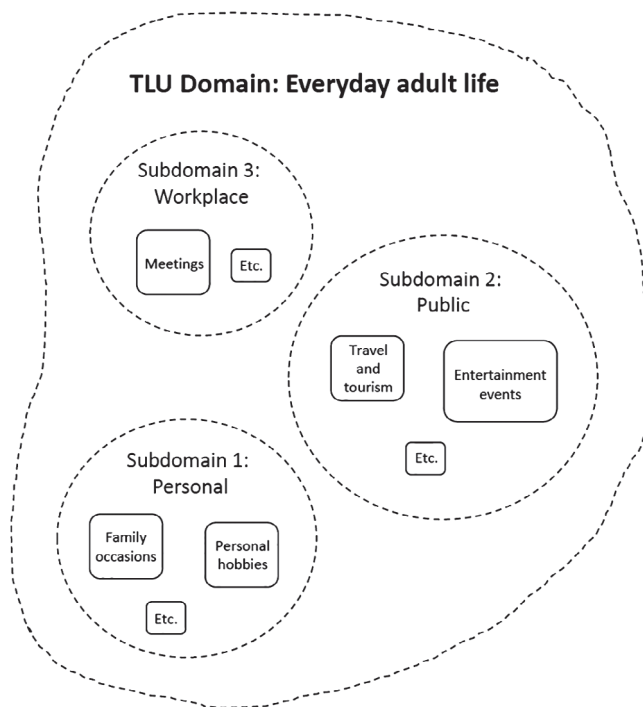 TLU Domain: Everyday adult life
Subdomain 3:
Workplace
Meetings
Etc.
Subdomain 2:
Public
Travel
and
tourism
Entertainment
events
Etc.
Subdomain 1:
Personal
Family
occasions
Personal
hobbies
Etc.